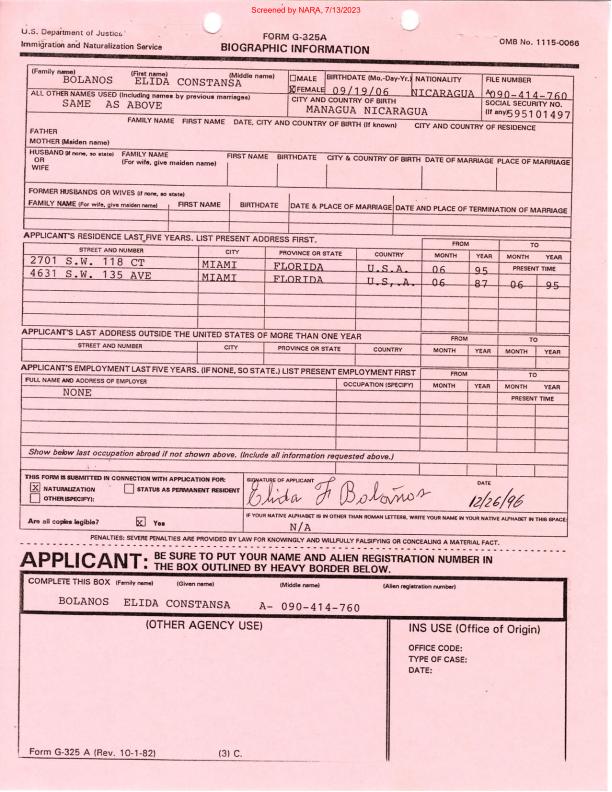 Screened by NARA, 7/13/2023
U.S. Department of Justice
Immigration and Naturalization Service
FORM G-325A
BIOGRAPHIC INFORMATION
OMB No. 1115-0066
(Family name) (First name) (Middle name)
BOLANOS ELIDA CONSTANSA
☐MALE
☒FEMALE
BIRTHDATE (Mo.-Day-Yr.)
09/19/06
NATIONALITY
NICARAGUA
FILE NUMBER
A090-414-760
ALL OTHER NAMES USED (Including names by previous marriages)
SAME AS ABOVE
CITY AND COUNTRY OF BIRTH
MANAGUA NICARAGUA
SOCIAL SECURITY NO.
(If any) 595101497
FAMILY NAME FIRST NAME DATE, CITY AND COUNTRY OF BIRTH (If known) CITY AND COUNTRY OF RESIDENCE
FATHER
MOTHER (Maiden name)
HUSBAND (If none, so state) OR WIFE
FAMILY NAME (For wife, give maiden name)
FIRST NAME BIRTHDATE CITY & COUNTRY OF BIRTH DATE OF MARRIAGE PLACE OF MARRIAGE
FORMER HUSBANDS OR WIVES (if none, so state)
FAMILY NAME (For wife, give maiden name) FIRST NAME BIRTHDATE DATE & PLACE OF MARRIAGE DATE AND PLACE OF TERMINATION OF MARRIAGE
APPLICANT'S RESIDENCE LAST FIVE YEARS. LIST PRESENT ADDRESS FIRST.
FROM TO
STREET AND NUMBER CITY PROVINCE OR STATE COUNTRY MONTH YEAR MONTH YEAR
2701 S.W. 118 CT MIAMI FLORIDA U.S.A. 06 95 PRESENT TIME
4631 S.W. 135 AVE MIAMI FLORIDA U.S,.A. 06 87 06 95
APPLICANT'S LAST ADDRESS OUTSIDE THE UNITED STATES OF MORE THAN ONE YEAR
FROM TO
STREET AND NUMBER CITY PROVINCE OR STATE COUNTRY MONTH YEAR MONTH YEAR
APPLICANT'S EMPLOYMENT LAST FIVE YEARS. (IF NONE, SO STATE.) LIST PRESENT EMPLOYMENT FIRST
FROM TO
FULL NAME AND ADDRESS OF EMPLOYER OCCUPATION (SPECIFY) MONTH YEAR MONTH YEAR
NONE PRESENT TIME
Show below last occupation abroad if not shown above. (Include all information requested above.)
THIS FORM IS SUBMITTED IN CONNECTION WITH APPLICATION FOR:
☒ NATURALIZATION ☐ STATUS AS PERMANENT RESIDENT
☐ OTHER (SPECIFY):
SIGNATURE OF APPLICANT
Elida F Bolaños
DATE
12/26/96
Are all copies legible? ☒ Yes
IF YOUR NATIVE ALPHABET IS IN OTHER THAN ROMAN LETTERS, WRITE YOUR NAME IN YOUR NATIVE ALPHABET IN THIS SPACE:
N/A
PENALTIES: SEVERE PENALTIES ARE PROVIDED BY LAW FOR KNOWINGLY AND WILLFULLY FALSIFYING OR CONCEALING A MATERIAL FACT.
APPLICANT: BE SURE TO PUT YOUR NAME AND ALIEN REGISTRATION NUMBER IN
THE BOX OUTLINED BY HEAVY BORDER BELOW.
COMPLETE THIS BOX (Family name) (Given name) (Middle name) (Alien registration number)
BOLANOS ELIDA CONSTANSA A- 090-414-760
(OTHER AGENCY USE)
INS USE (Office of Origin)
OFFICE CODE:
TYPE OF CASE:
DATE:
Form G-325 A (Rev. 10-1-82) (3) C.